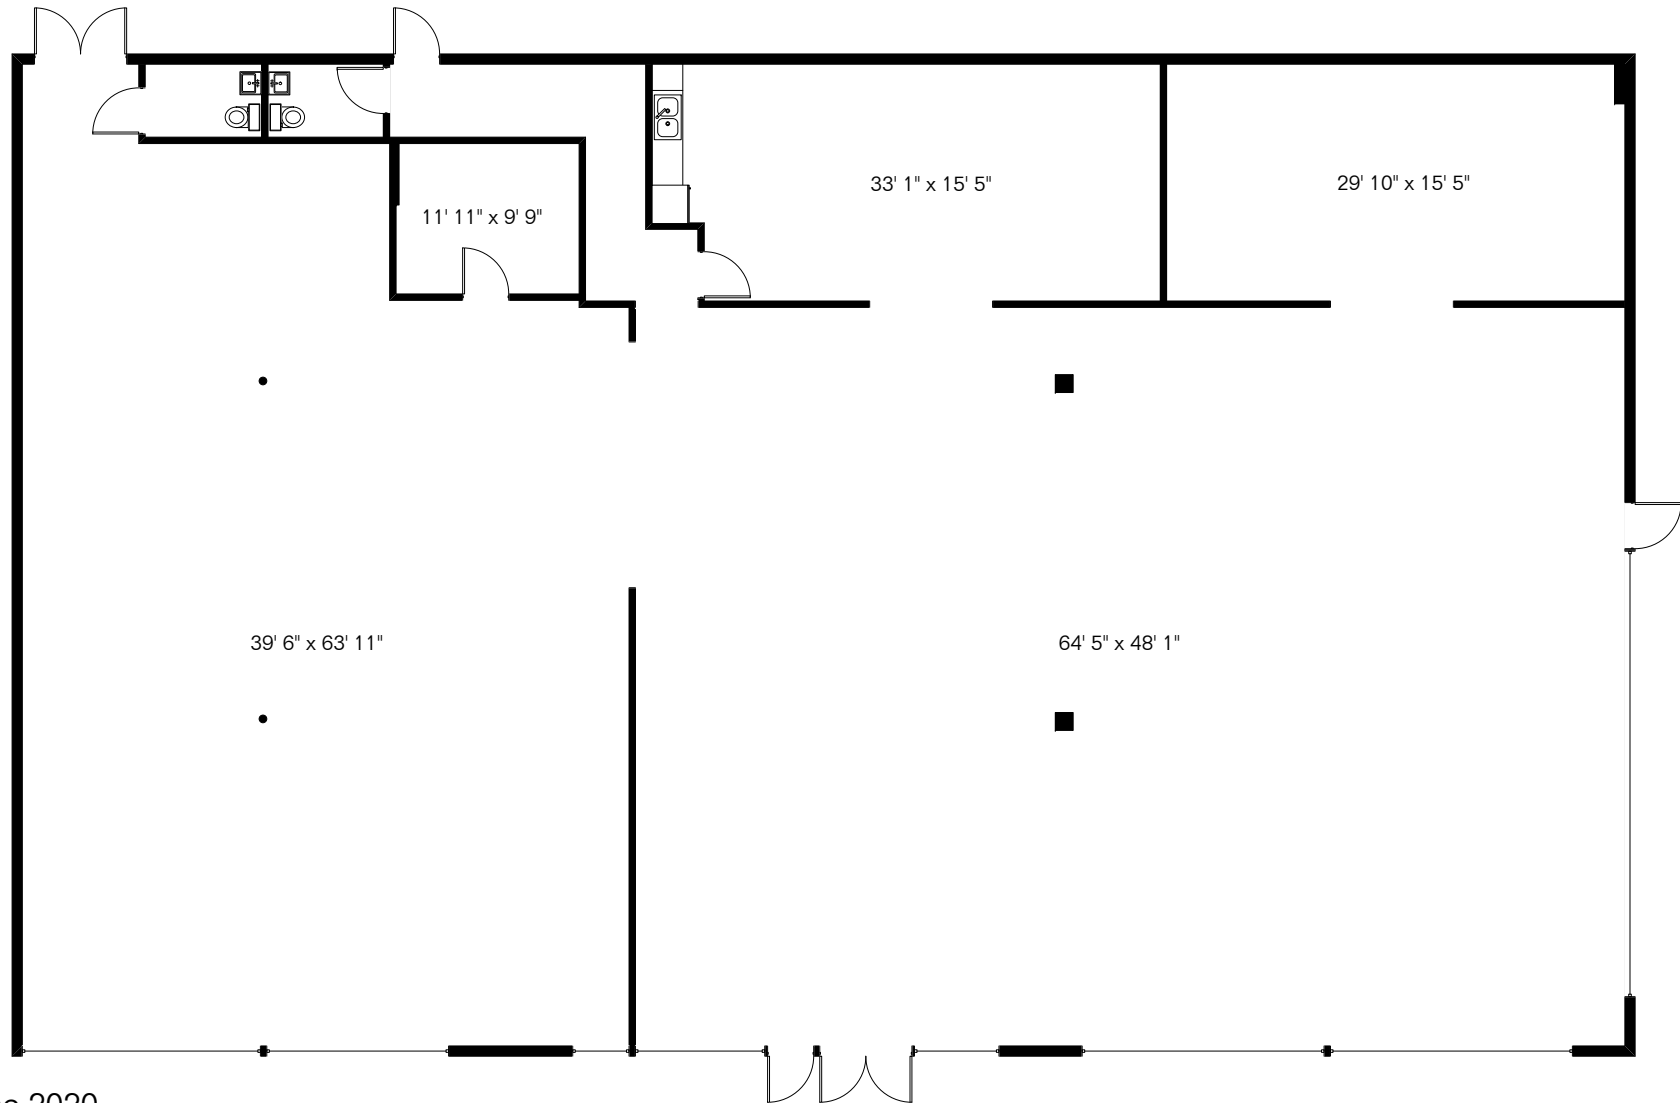 33' 1" x 15' 5"
29' 10" x 15' 5"
11' 11" x 9' 9"
39' 6" x 63' 11"
64' 5" x 48' 1"
2020